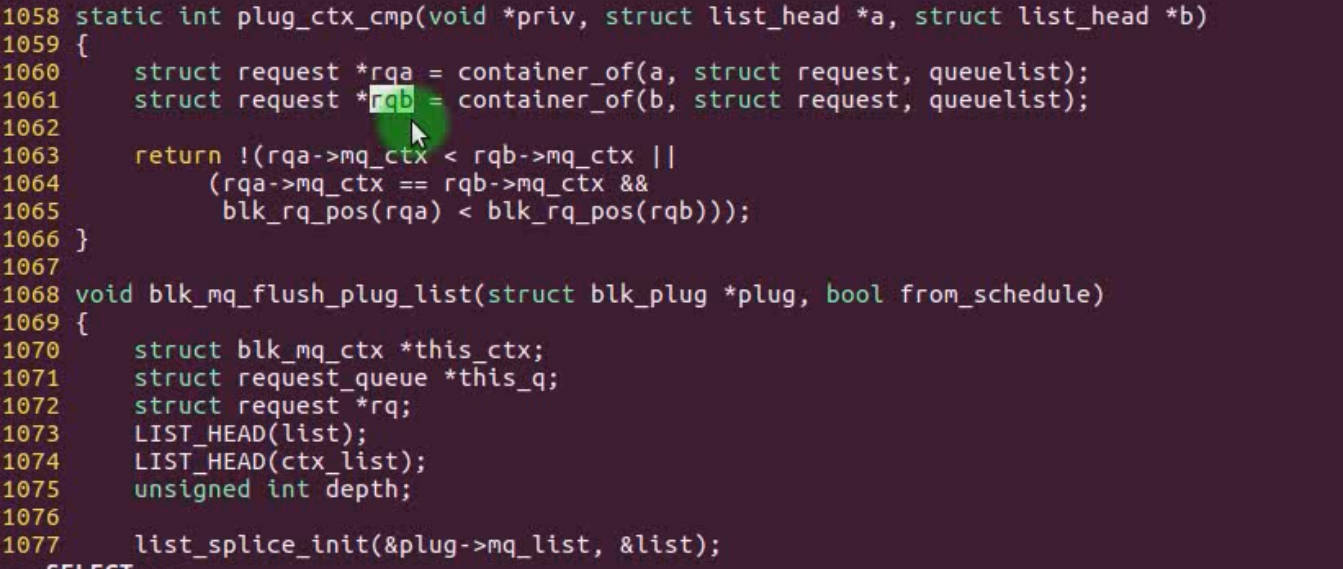 1058 static int plug_ctx_cmp(void *priv, struct list_head *a, struct list_head *b)
1059 {
1060     struct request *rqa = container_of(a, struct request, queuelist);
1061     struct request *rqb = container_of(b, struct request, queuelist);
1062
1063     return !(rqa->mq_ctx < rqb->mq_ctx ||
1064          (rqa->mq_ctx == rqb->mq_ctx &&
1065           blk_rq_pos(rqa) < blk_rq_pos(rqb)));
1066 }
1067
1068 void blk_mq_flush_plug_list(struct blk_plug *plug, bool from_schedule)
1069 {
1070     struct blk_mq_ctx *this_ctx;
1071     struct request_queue *this_q;
1072     struct request *rq;
1073     LIST_HEAD(list);
1074     LIST_HEAD(ctx_list);
1075     unsigned int depth;
1076
1077     list_splice_init(&plug->mq_list, &list);
SELECT